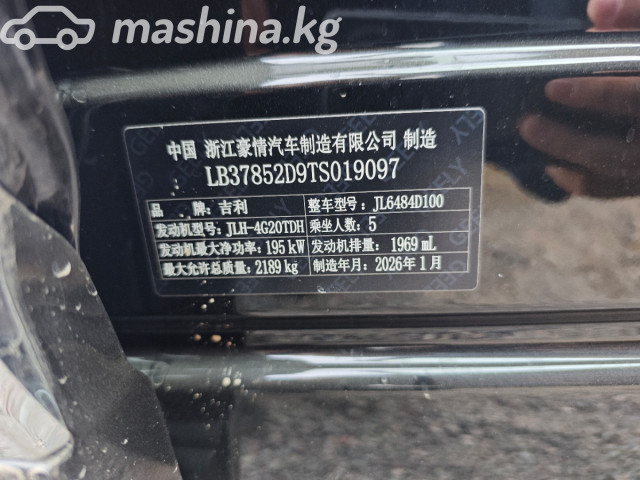 mashina.kg
中国 浙江豪情汽车制造有限公司 制造
LB37852D9TS019097
品 牌：吉利 整车型号：JL6484D100
发动机型号：JLH-4G20TDH 乘坐人数：5
发动机最大净功率：195 kW 发动机排量：1969 mL
最大允许总质量：2189 kg 制造年月：2026年1月